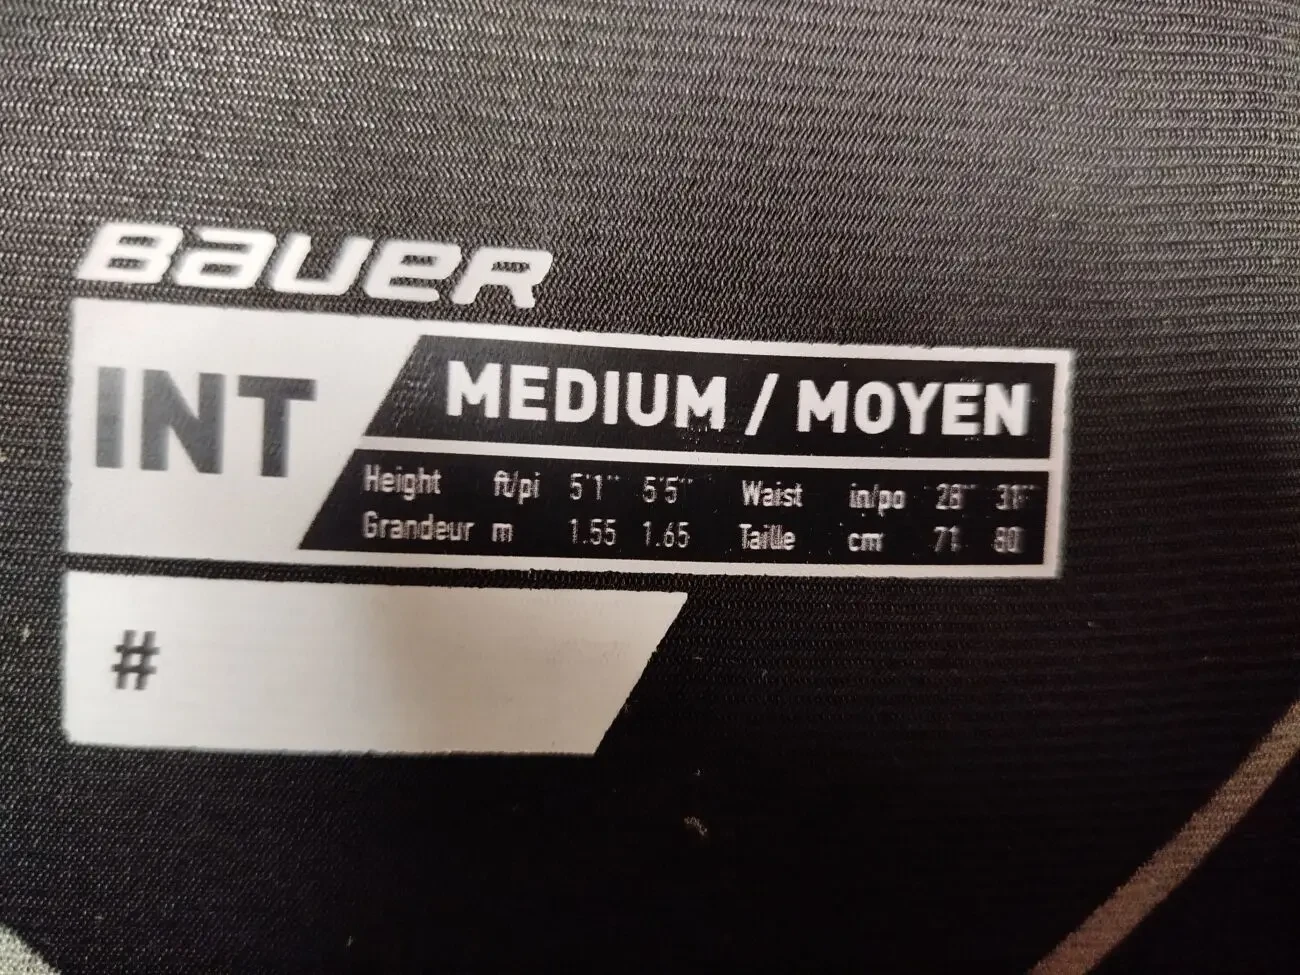 BAUER
INT
MEDIUM / MOYEN
Height ft/pi 5'1'' 5'5'' Waist in/po 28'' 31''
Grandeur m 1.55 1.65 Taille cm 71 80
#